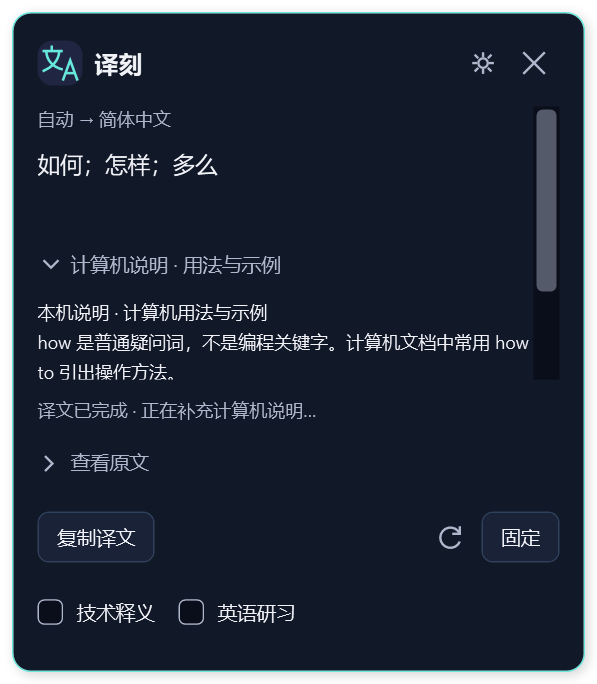 文A 译刻
自动 → 简体中文
如何；怎样；多么
计算机说明 · 用法与示例
本机说明 · 计算机用法与示例
how 是普通疑问词，不是编程关键字。计算机文档中常用 how
to 引出操作方法。
译文已完成 · 正在补充计算机说明...
查看原文
复制译文
固定
技术释义
英语研习